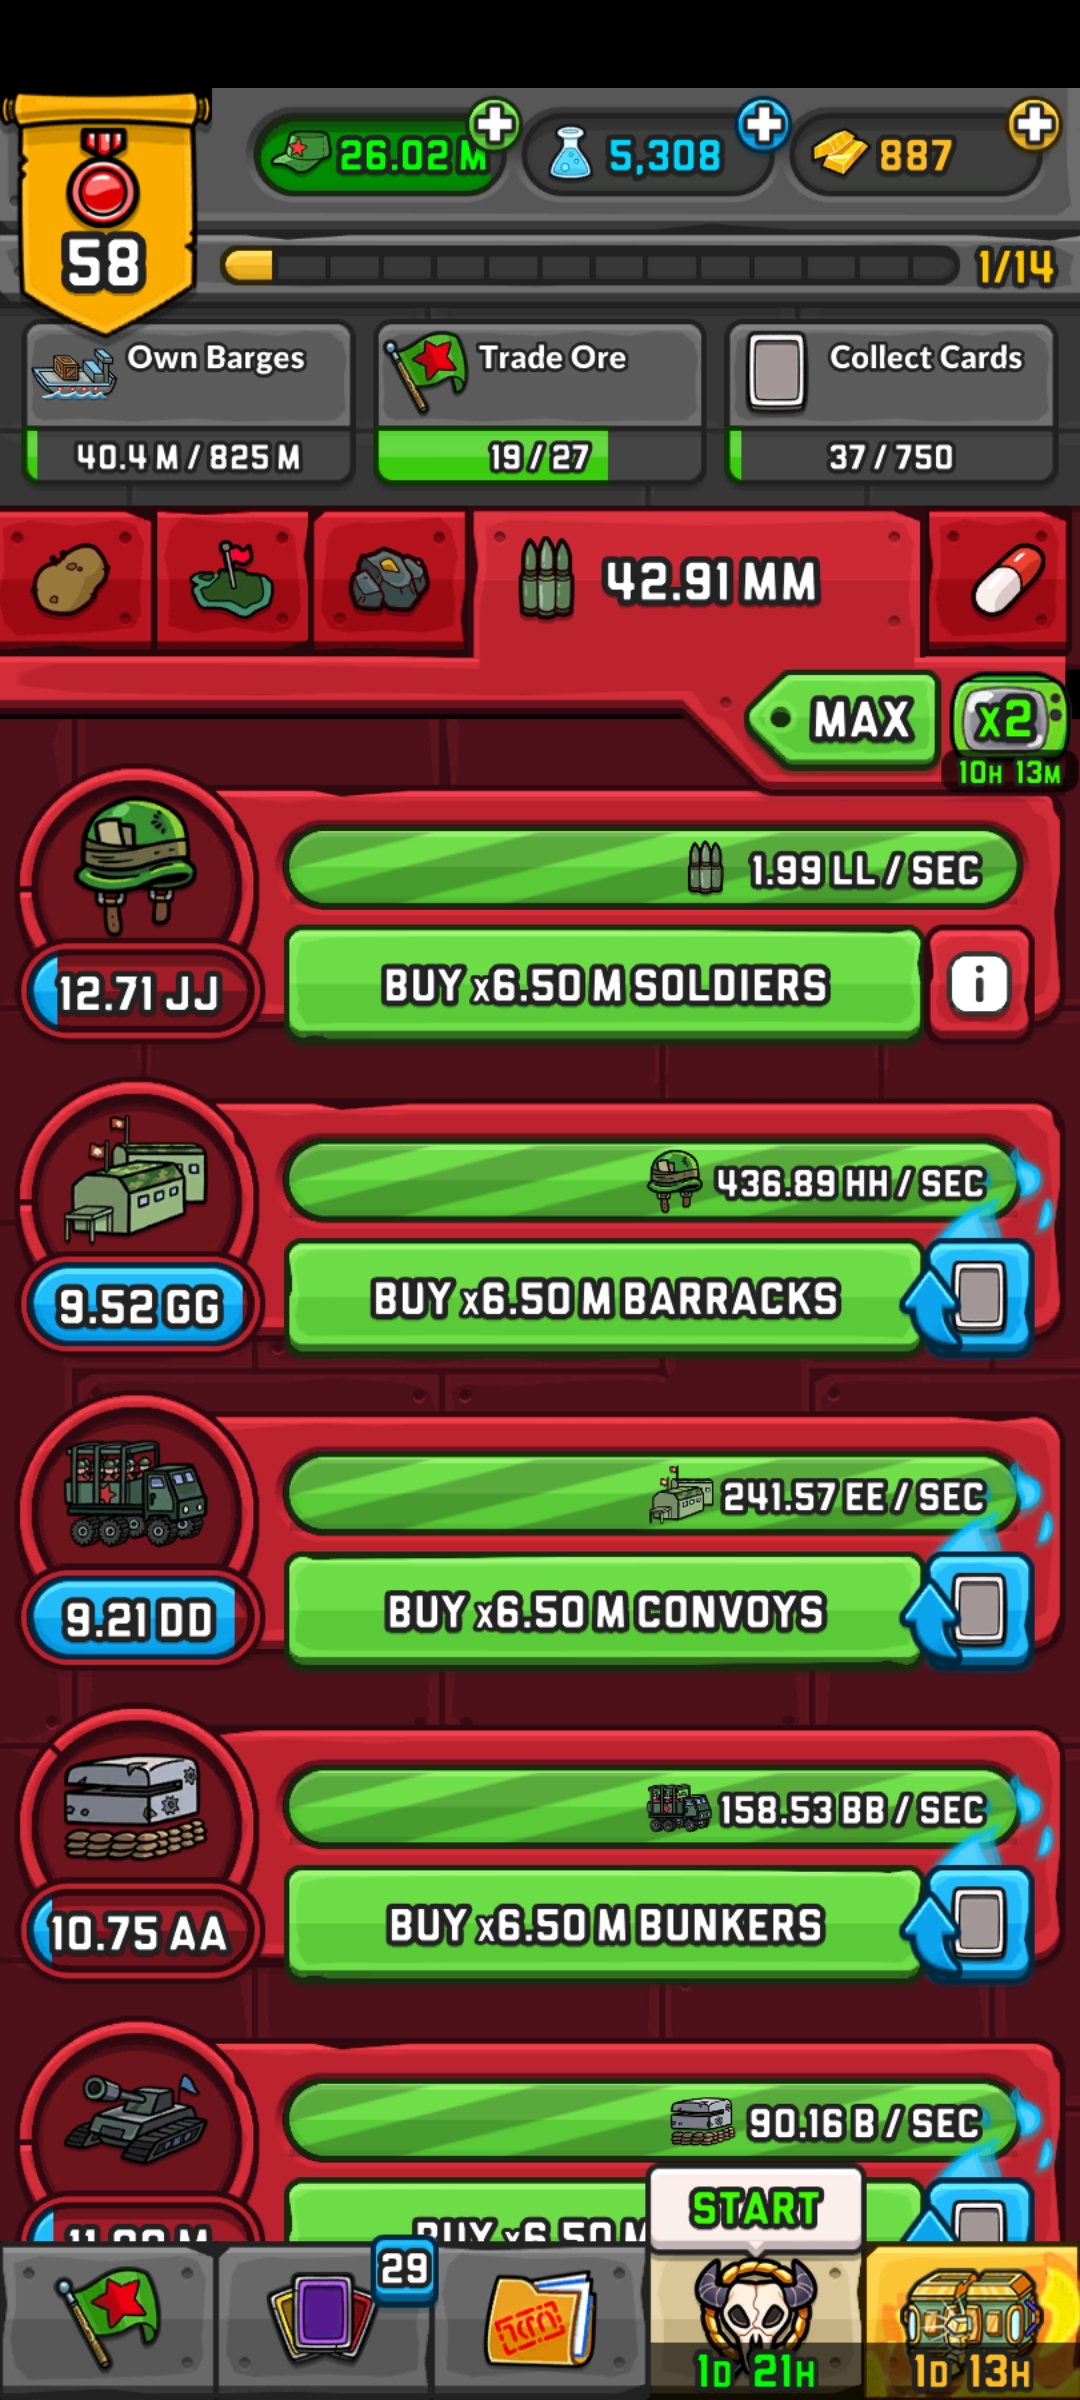 26.02 M
5,308
887
58
1/14
Own Barges
Trade Ore
Collect Cards
40.4 M / 825 M
19 / 27
37 / 750
42.91 MM
MAX
x2
10H 13M
1.99 LL / SEC
12.71 JJ
BUY x6.50 M SOLDIERS
i
436.89 HH / SEC
9.52 GG
BUY x6.50 M BARRACKS
241.57 EE / SEC
9.21 DD
BUY x6.50 M CONVOYS
158.53 BB / SEC
10.75 AA
BUY x6.50 M BUNKERS
90.16 B / SEC
BUY x6.50 M
START
29
1D 21H
1D 13H